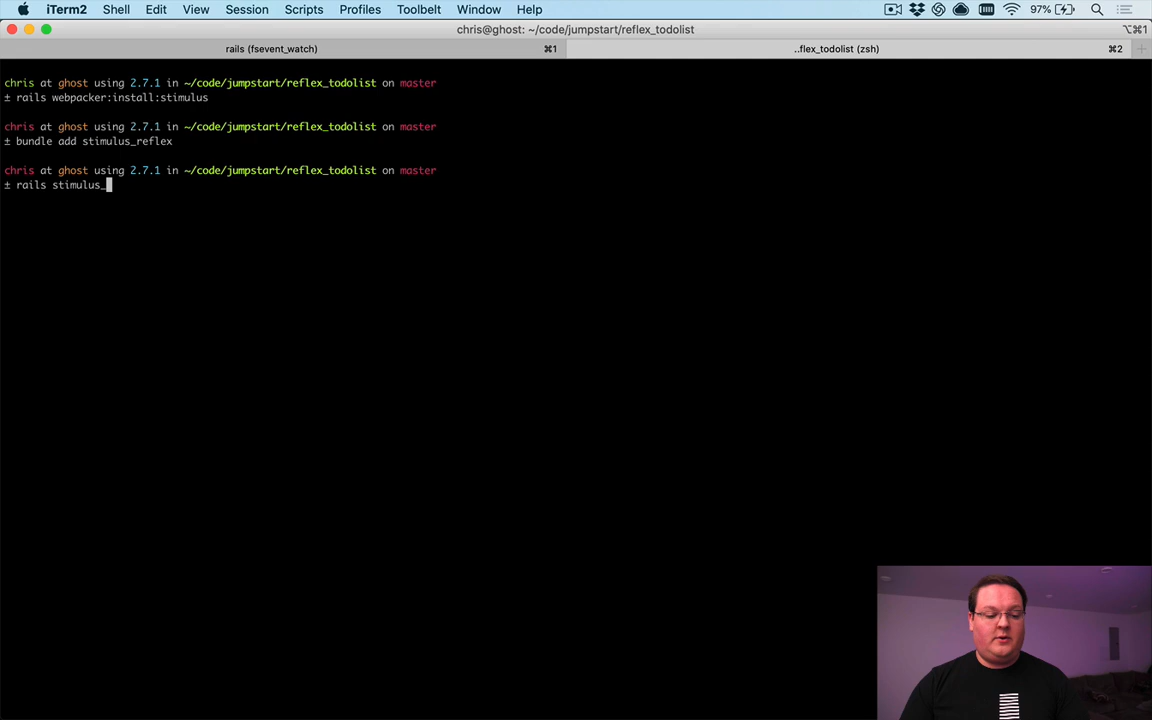 iTerm2 Shell Edit View Session Scripts Profiles Toolbelt Window Help 97%
chris@ghost: ~/code/jumpstart/reflex_todolist ⌥⌘1
rails (fsevent_watch) ⌘1 ..flex_todolist (zsh) ⌘2 +
chris at ghost using 2.7.1 in ~/code/jumpstart/reflex_todolist on master
± rails webpacker:install:stimulus
chris at ghost using 2.7.1 in ~/code/jumpstart/reflex_todolist on master
± bundle add stimulus_reflex
chris at ghost using 2.7.1 in ~/code/jumpstart/reflex_todolist on master
± rails stimulus_